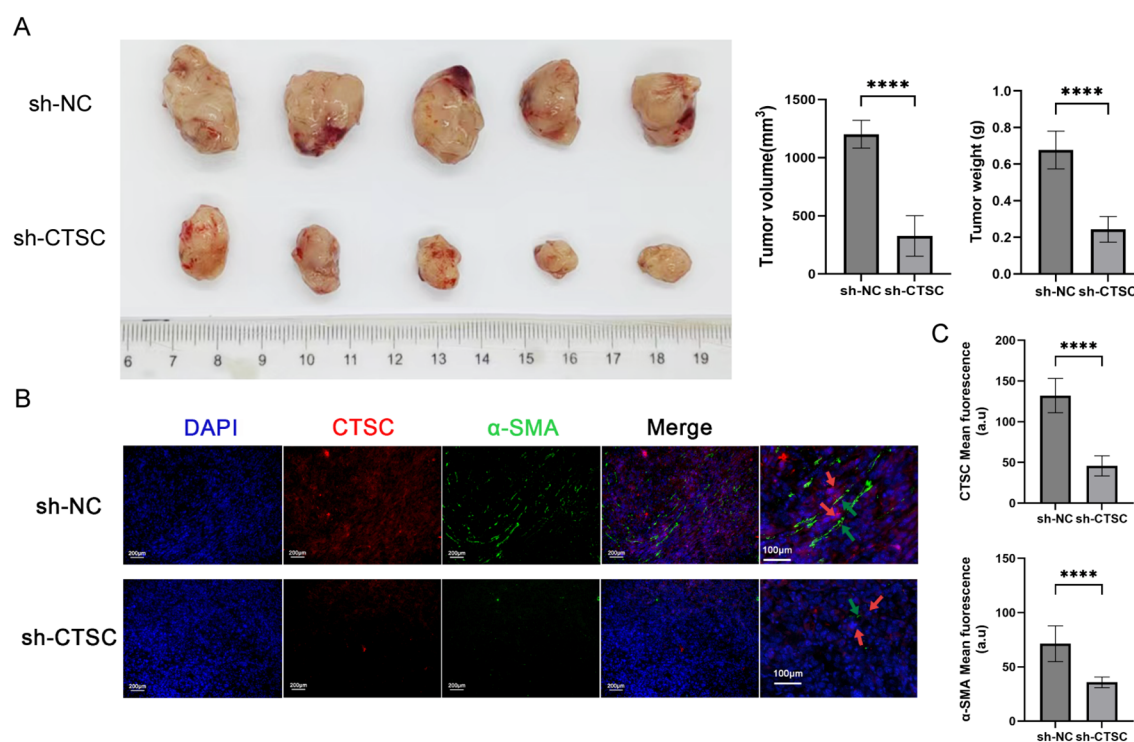 A
sh-NC
sh-CTSC
6 7 8 9 10 11 12 13 14 15 16 17 18 19
****
1500
1000
500
0
Tumor volume(mm³)
sh-NC sh-CTSC
****
1.0
0.8
0.6
0.4
0.2
0.0
Tumor weight (g)
sh-NC sh-CTSC
B
DAPI CTSC α-SMA Merge
sh-NC
200μm 200μm 200μm 200μm 100μm
sh-CTSC
200μm 200μm 200μm 200μm 100μm
C
****
200
150
100
50
0
CTSC Mean fluorescence
(a.u)
sh-NC sh-CTSC
****
150
100
50
0
α-SMA Mean fluorescence
(a.u)
sh-NC sh-CTSC